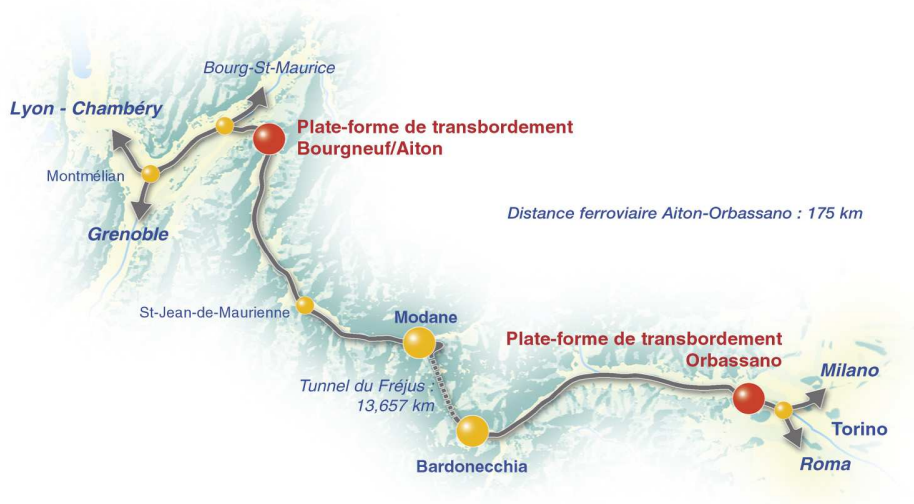 Bourg-St-Maurice
Lyon - Chambéry
Plate-forme de transbordement
Bourgneuf/Aiton
Montmélian
Grenoble
Distance ferroviaire Aiton-Orbassano : 175 km
St-Jean-de-Maurienne
Modane
Plate-forme de transbordement
Orbassano
Tunnel du Fréjus :
13,657 km
Milano
Torino
Bardonecchia
Roma